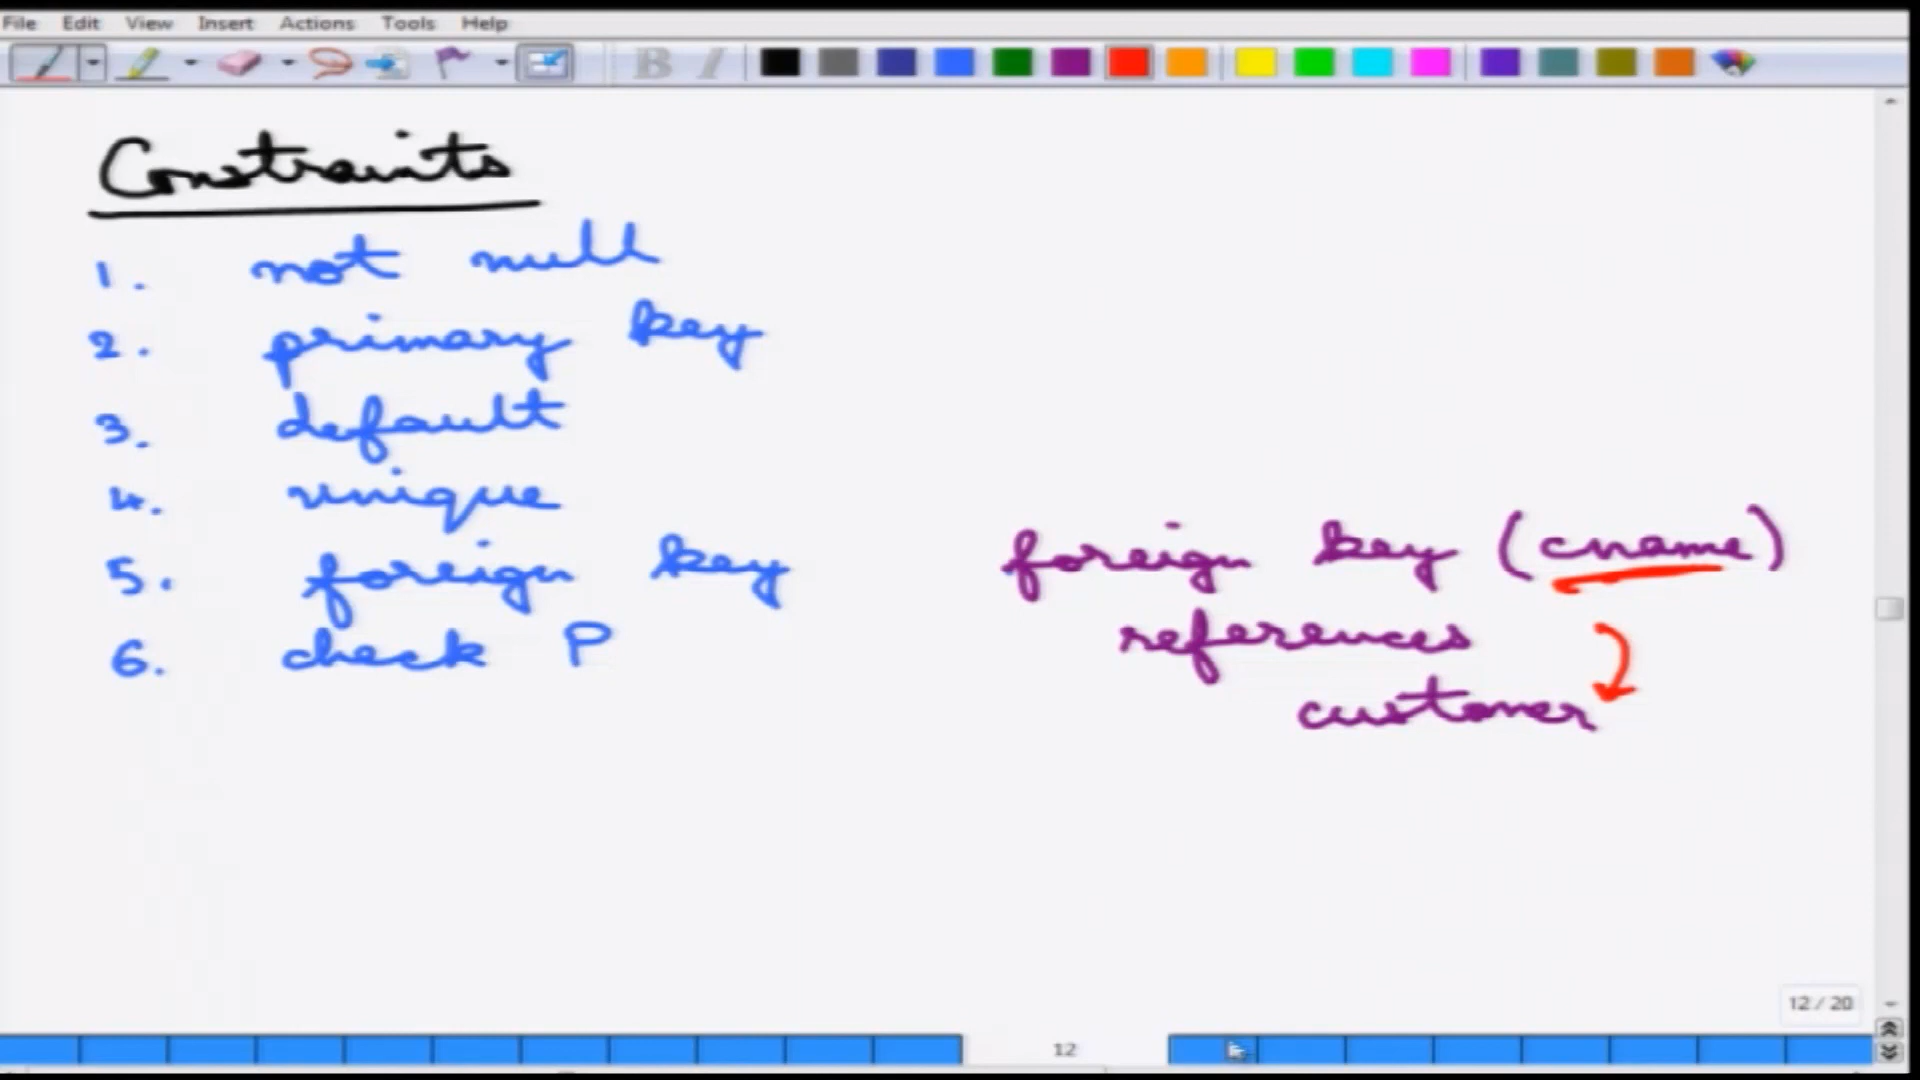 File Edit View Insert Actions Tools Help
B I
Constraints
1. not null
2. primary key
3. default
4. unique
5. foreign key
6. check P
foreign key (cname)
references
customer
12 / 20
12